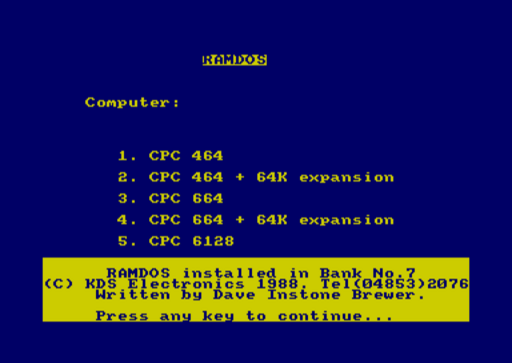 RAMDOS
Computer:
1. CPC 464
2. CPC 464 + 64K expansion
3. CPC 664
4. CPC 664 + 64K expansion
5. CPC 6128
RAMDOS installed in Bank No.7
(C) KDS Electronics 1988. Tel(04853)2076
Written by Dave Instone Brewer.
Press any key to continue...